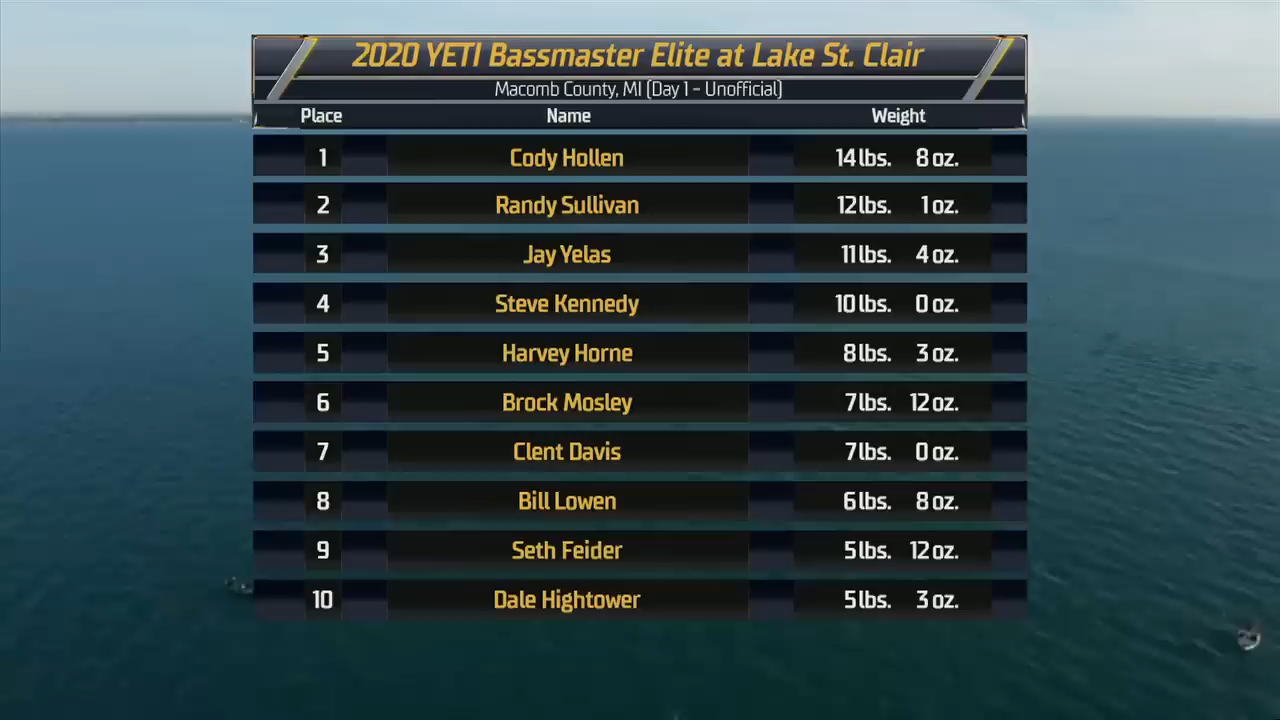 2020 YETI Bassmaster Elite at Lake St. Clair
Macomb County, MI (Day 1 - Unofficial)
Place Name Weight
1 Cody Hollen 14 lbs. 8 oz.
2 Randy Sullivan 12 lbs. 1 oz.
3 Jay Yelas 11 lbs. 4 oz.
4 Steve Kennedy 10 lbs. 0 oz.
5 Harvey Horne 8 lbs. 3 oz.
6 Brock Mosley 7 lbs. 12 oz.
7 Clent Davis 7 lbs. 0 oz.
8 Bill Lowen 6 lbs. 8 oz.
9 Seth Feider 5 lbs. 12 oz.
10 Dale Hightower 5 lbs. 3 oz.